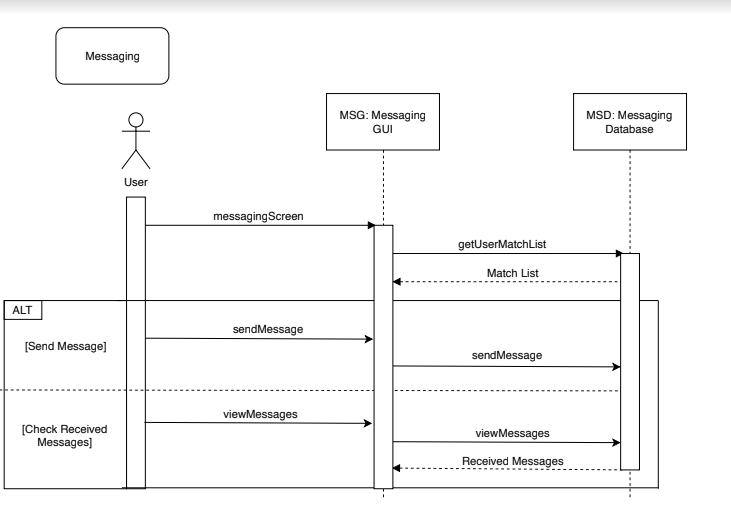 Messaging
MSG: Messaging
GUI
MSD: Messaging
Database
User
messagingScreen
getUserMatchList
Match List
ALT
[Send Message]
sendMessage
sendMessage
[Check Received
Messages]
viewMessages
viewMessages
Received Messages